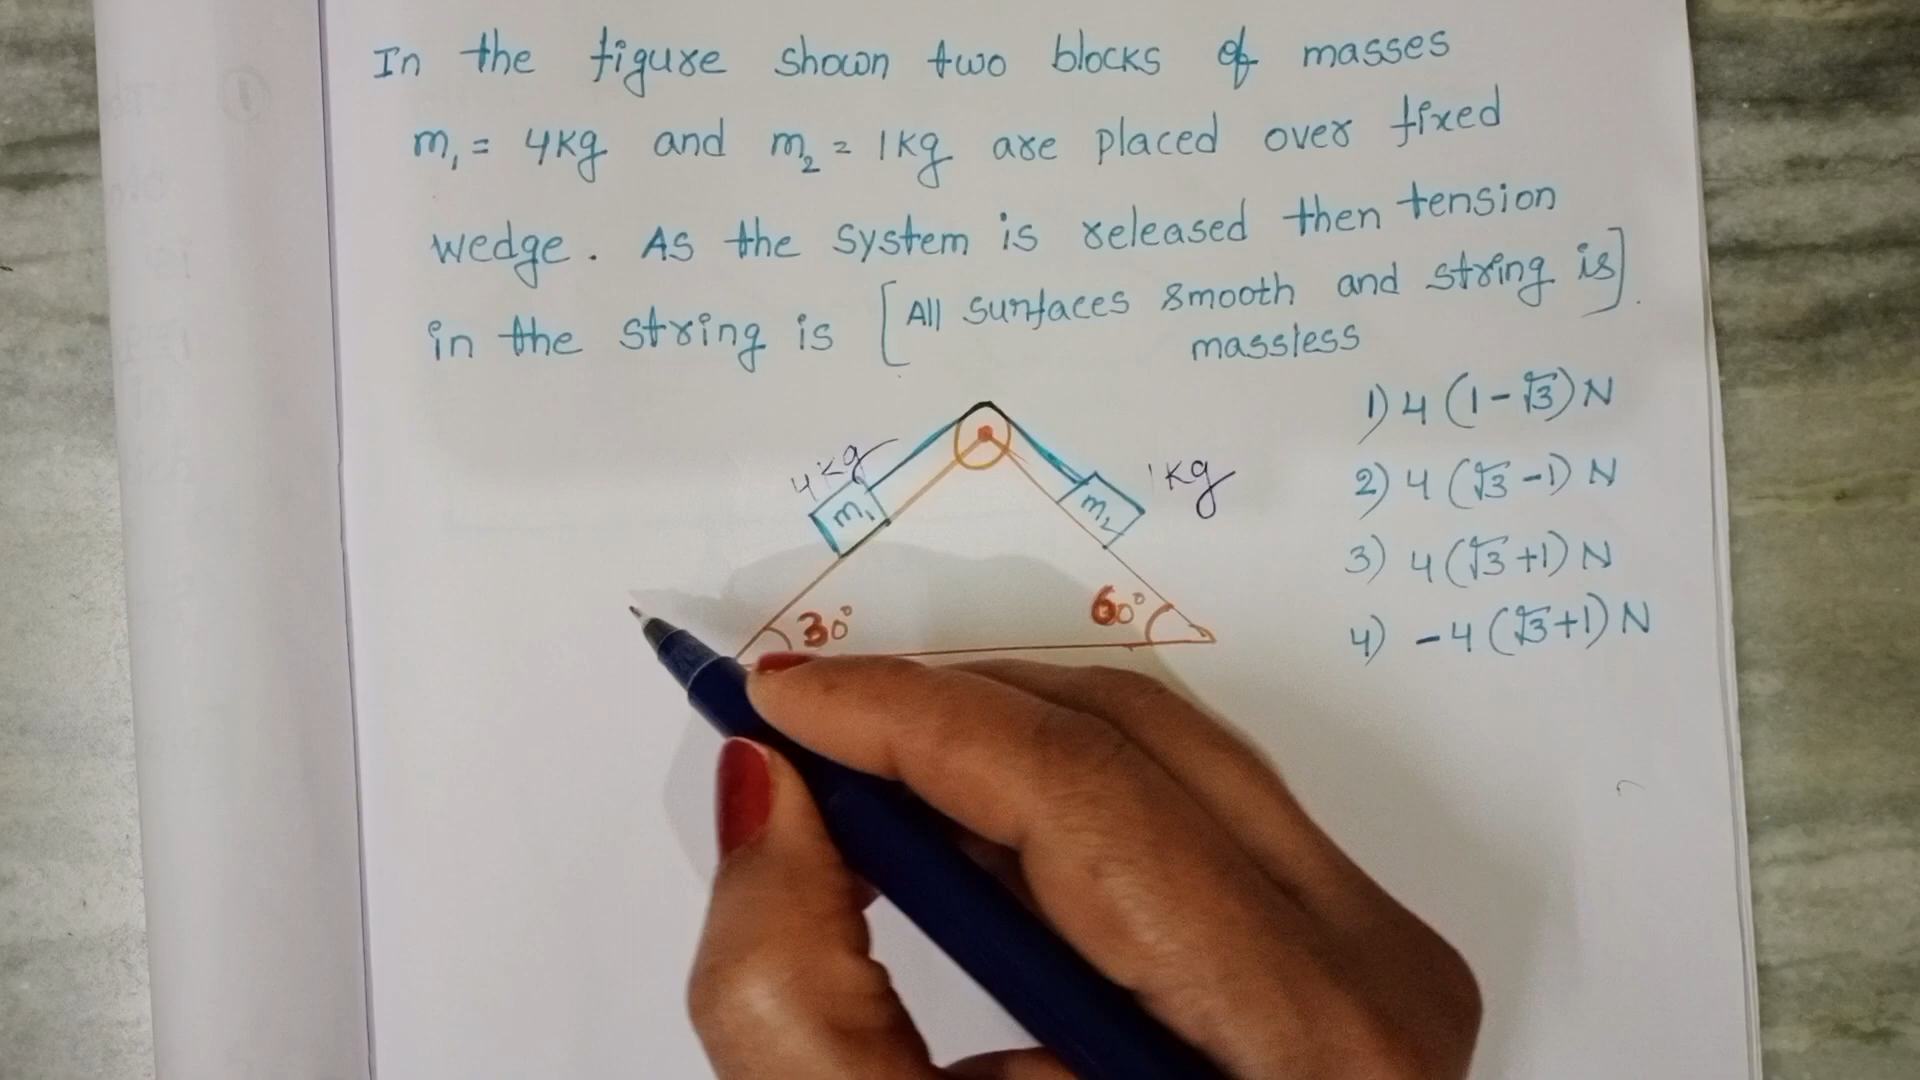 In the figure shown two blocks of masses
m₁ = 4kg and m₂ = 1kg are placed over fixed
wedge. As the system is released then tension
in the string is [All surfaces smooth and string is].
massless
1) 4 (1-√3) N
2) 4 (√3-1) N
3) 4 (√3+1) N
4) -4 (√3+1) N
4kg
1kg
m₁
m₂
30°
60°